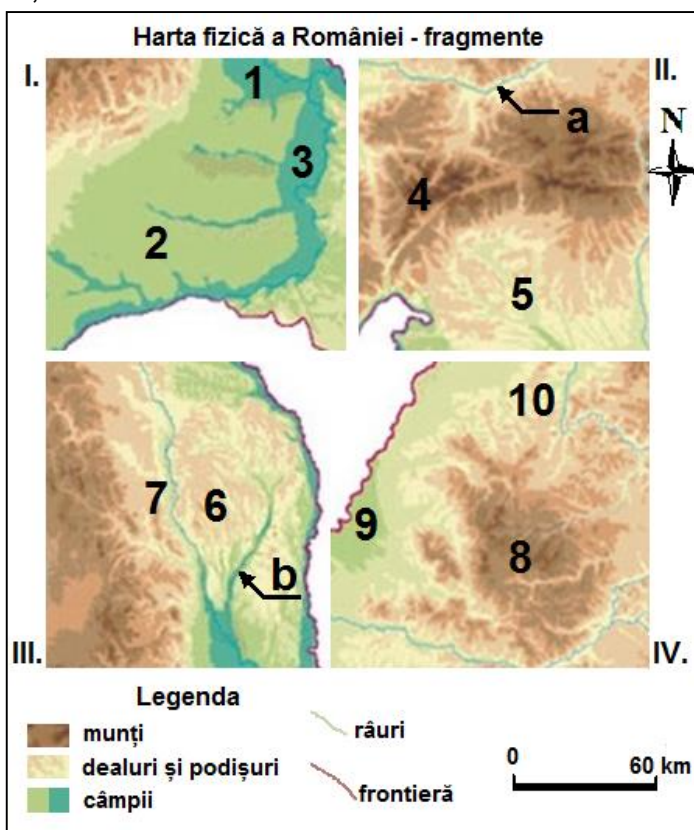 Harta fizică a României - fragmente
I.
1
3
2
II.
a
N
4
5
7
6
b
III.
10
9
8
IV.
Legenda
munți
dealuri și podișuri
câmpii
râuri
frontieră
0
60 km